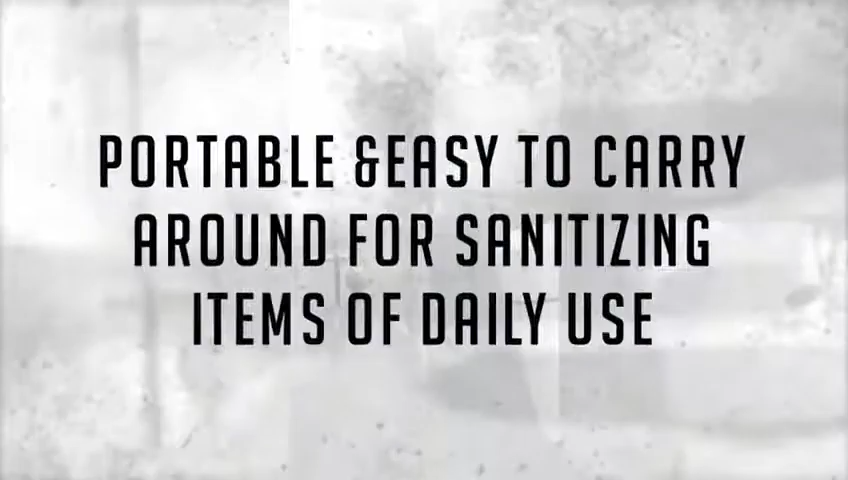 PORTABLE &EASY TO CARRY
AROUND FOR SANITIZING
ITEMS OF DAILY USE